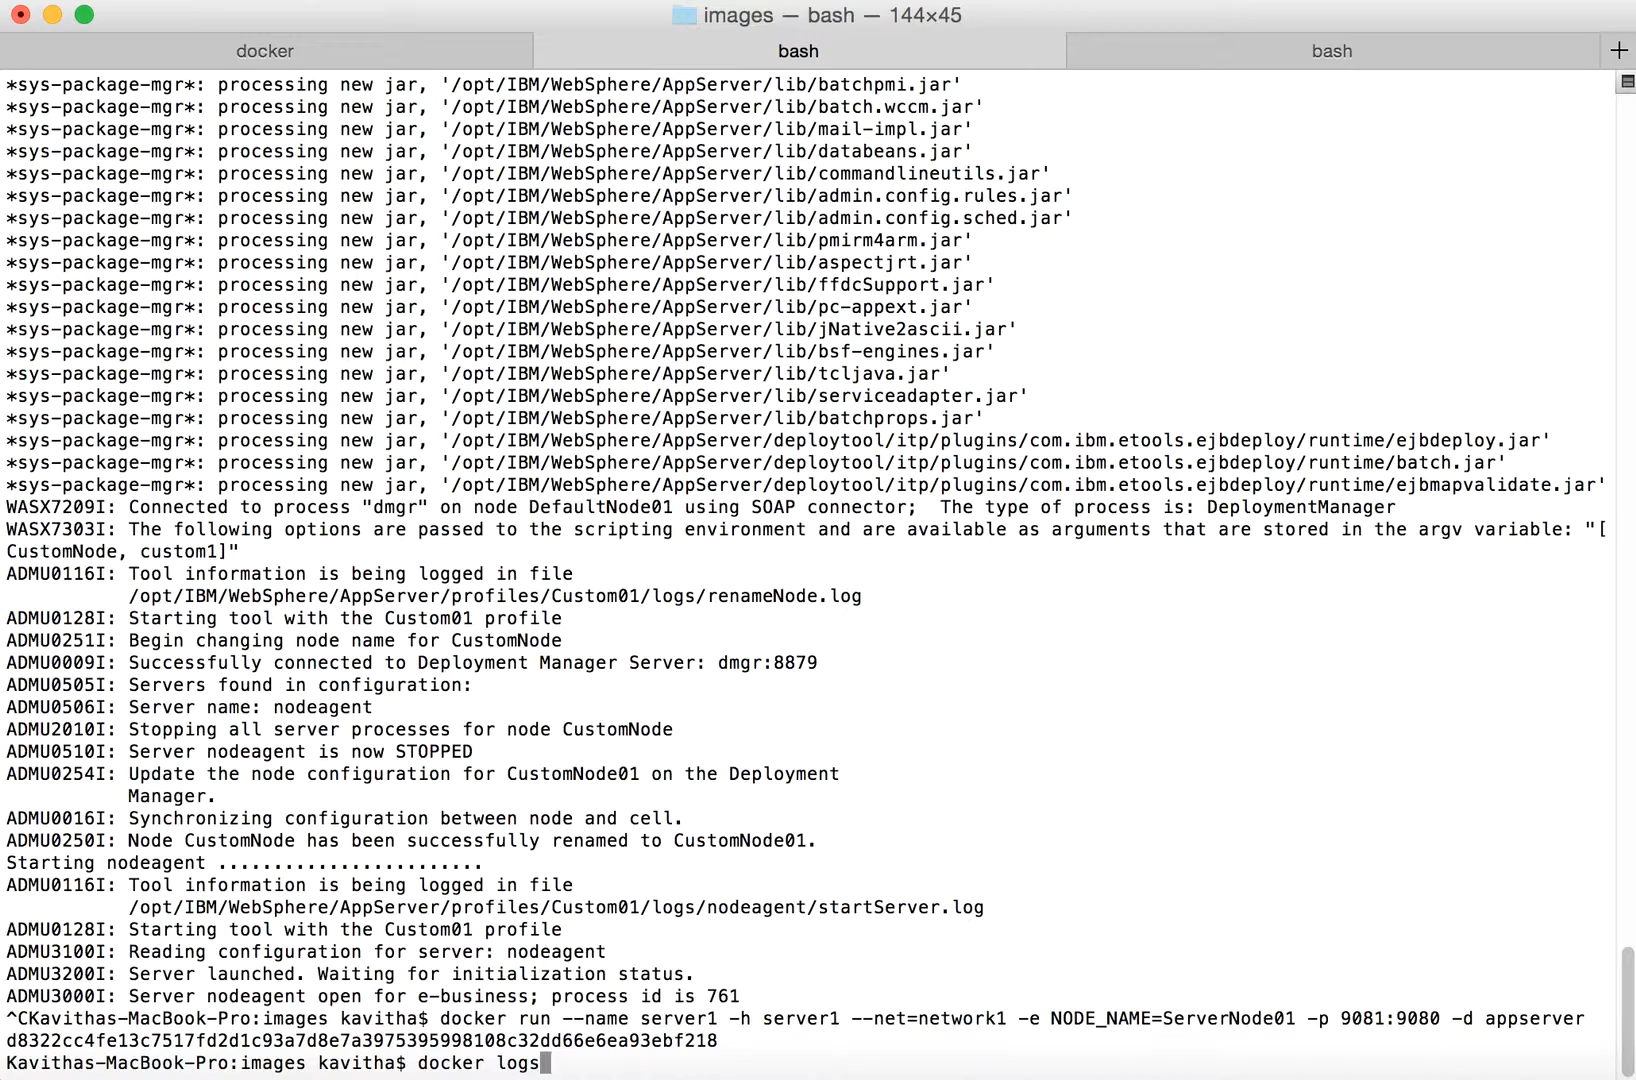 images — bash — 144×45
docker
bash
bash
+
*sys-package-mgr*: processing new jar, '/opt/IBM/WebSphere/AppServer/lib/batchpmi.jar'
*sys-package-mgr*: processing new jar, '/opt/IBM/WebSphere/AppServer/lib/batch.wccm.jar'
*sys-package-mgr*: processing new jar, '/opt/IBM/WebSphere/AppServer/lib/mail-impl.jar'
*sys-package-mgr*: processing new jar, '/opt/IBM/WebSphere/AppServer/lib/databeans.jar'
*sys-package-mgr*: processing new jar, '/opt/IBM/WebSphere/AppServer/lib/commandlineutils.jar'
*sys-package-mgr*: processing new jar, '/opt/IBM/WebSphere/AppServer/lib/admin.config.rules.jar'
*sys-package-mgr*: processing new jar, '/opt/IBM/WebSphere/AppServer/lib/admin.config.sched.jar'
*sys-package-mgr*: processing new jar, '/opt/IBM/WebSphere/AppServer/lib/pmirm4arm.jar'
*sys-package-mgr*: processing new jar, '/opt/IBM/WebSphere/AppServer/lib/aspectjrt.jar'
*sys-package-mgr*: processing new jar, '/opt/IBM/WebSphere/AppServer/lib/ffdcSupport.jar'
*sys-package-mgr*: processing new jar, '/opt/IBM/WebSphere/AppServer/lib/pc-appext.jar'
*sys-package-mgr*: processing new jar, '/opt/IBM/WebSphere/AppServer/lib/jNative2ascii.jar'
*sys-package-mgr*: processing new jar, '/opt/IBM/WebSphere/AppServer/lib/bsf-engines.jar'
*sys-package-mgr*: processing new jar, '/opt/IBM/WebSphere/AppServer/lib/tcljava.jar'
*sys-package-mgr*: processing new jar, '/opt/IBM/WebSphere/AppServer/lib/serviceadapter.jar'
*sys-package-mgr*: processing new jar, '/opt/IBM/WebSphere/AppServer/lib/batchprops.jar'
*sys-package-mgr*: processing new jar, '/opt/IBM/WebSphere/AppServer/deploytool/itp/plugins/com.ibm.etools.ejbdeploy/runtime/ejbdeploy.jar'
*sys-package-mgr*: processing new jar, '/opt/IBM/WebSphere/AppServer/deploytool/itp/plugins/com.ibm.etools.ejbdeploy/runtime/batch.jar'
*sys-package-mgr*: processing new jar, '/opt/IBM/WebSphere/AppServer/deploytool/itp/plugins/com.ibm.etools.ejbdeploy/runtime/ejbmapvalidate.jar'
WASX7209I: Connected to process "dmgr" on node DefaultNode01 using SOAP connector;  The type of process is: DeploymentManager
WASX7303I: The following options are passed to the scripting environment and are available as arguments that are stored in the argv variable: "[
CustomNode, custom1]"
ADMU0116I: Tool information is being logged in file
/opt/IBM/WebSphere/AppServer/profiles/Custom01/logs/renameNode.log
ADMU0128I: Starting tool with the Custom01 profile
ADMU0251I: Begin changing node name for CustomNode
ADMU0009I: Successfully connected to Deployment Manager Server: dmgr:8879
ADMU0505I: Servers found in configuration:
ADMU0506I: Server name: nodeagent
ADMU2010I: Stopping all server processes for node CustomNode
ADMU0510I: Server nodeagent is now STOPPED
ADMU0254I: Update the node configuration for CustomNode01 on the Deployment
Manager.
ADMU0016I: Synchronizing configuration between node and cell.
ADMU0250I: Node CustomNode has been successfully renamed to CustomNode01.
Starting nodeagent ........................
ADMU0116I: Tool information is being logged in file
/opt/IBM/WebSphere/AppServer/profiles/Custom01/logs/nodeagent/startServer.log
ADMU0128I: Starting tool with the Custom01 profile
ADMU3100I: Reading configuration for server: nodeagent
ADMU3200I: Server launched. Waiting for initialization status.
ADMU3000I: Server nodeagent open for e-business; process id is 761
^CKavithas-MacBook-Pro:images kavitha$ docker run --name server1 -h server1 --net=network1 -e NODE_NAME=ServerNode01 -p 9081:9080 -d appserver
d8322cc4fe13c7517fd2d1c93a7d8e7a3975395998108c32dd66e6ea93ebf218
Kavithas-MacBook-Pro:images kavitha$ docker logs